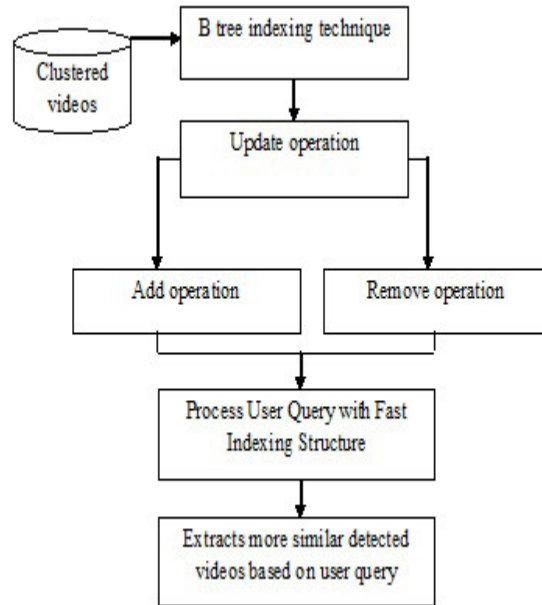 B tree indexing technique
Clustered
videos
Update operation
Add operation
Remove operation
Process User Query with Fast
Indexing Structure
Extracts more similar detected
videos based on user query